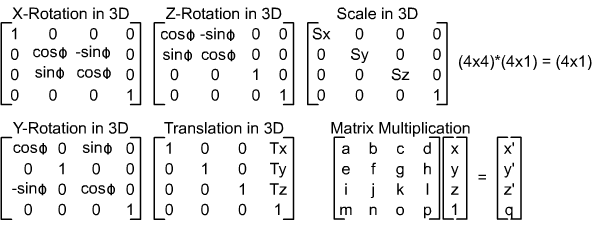 X-Rotation in 3D Z-Rotation in 3D Scale in 3D
1 0 0 0 cosϕ -sinϕ 0 0 Sx 0 0 0
0 cosϕ -sinϕ 0 sinϕ cosϕ 0 0 0 Sy 0 0 (4x4)*(4x1) = (4x1)
0 sinϕ cosϕ 0 0 0 1 0 0 0 Sz 0
0 0 0 1 0 0 0 1 0 0 0 1
Y-Rotation in 3D Translation in 3D Matrix Multiplication
cosϕ 0 sinϕ 0 1 0 0 Tx a b c d x x'
0 1 0 0 0 1 0 Ty e f g h y y'
-sinϕ 0 cosϕ 0 0 0 1 Tz i j k l z = z'
0 0 0 1 0 0 0 1 m n o p 1 q